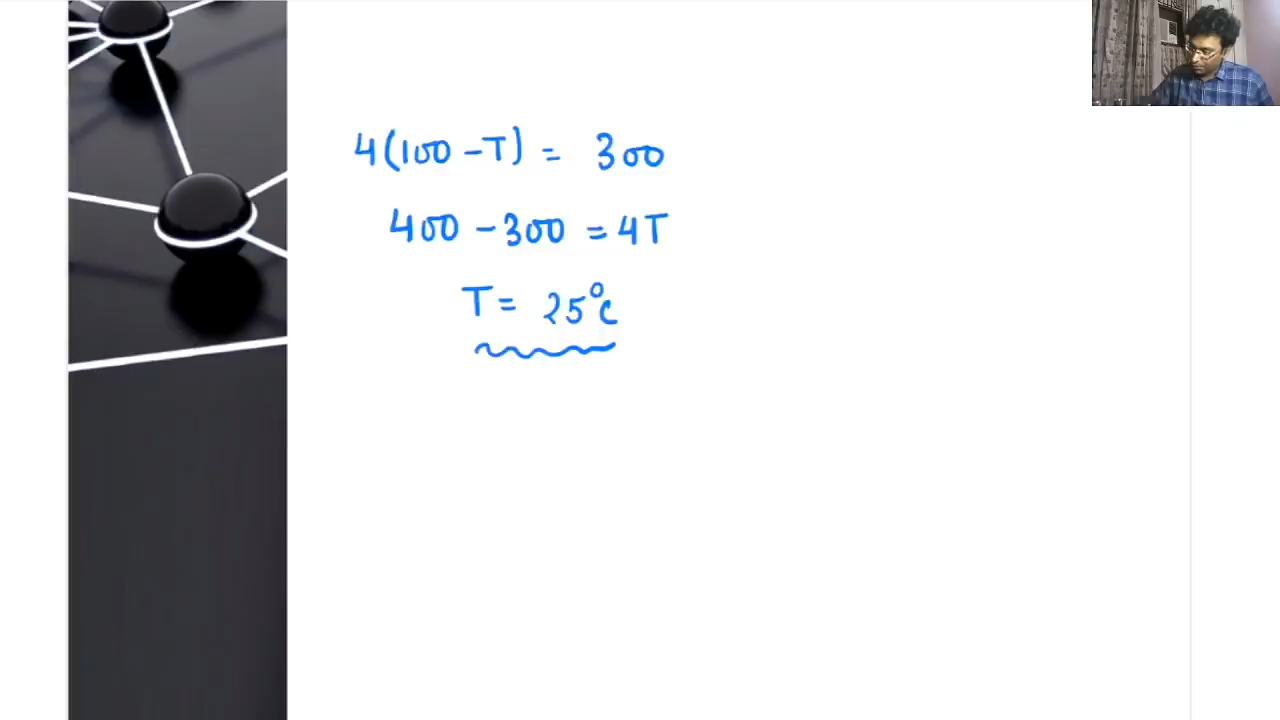 4(100 - T) = 300
400 - 300 = 4T
T = 25°C